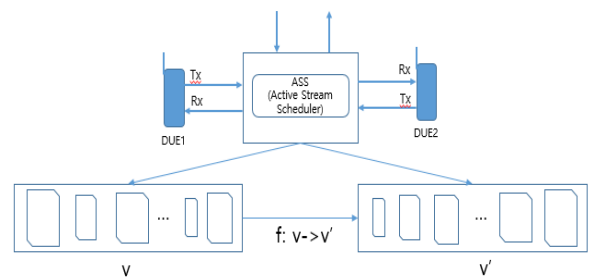 ASS
(Active Stream
Scheduler)
Tx
Rx
DUE1
Rx
Tx
DUE2
...
...
f: v->v’
v
v’